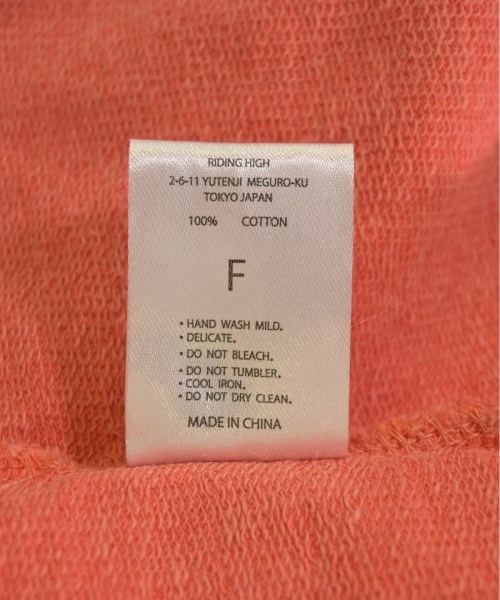 RIDING HIGH
2-6-11 YUTENJI MEGURO-KU
TOKYO JAPAN
100% COTTON
F
• HAND WASH MILD.
• DELICATE.
• DO NOT BLEACH.
• DO NOT TUMBLER.
• COOL IRON.
• DO NOT DRY CLEAN.
MADE IN CHINA